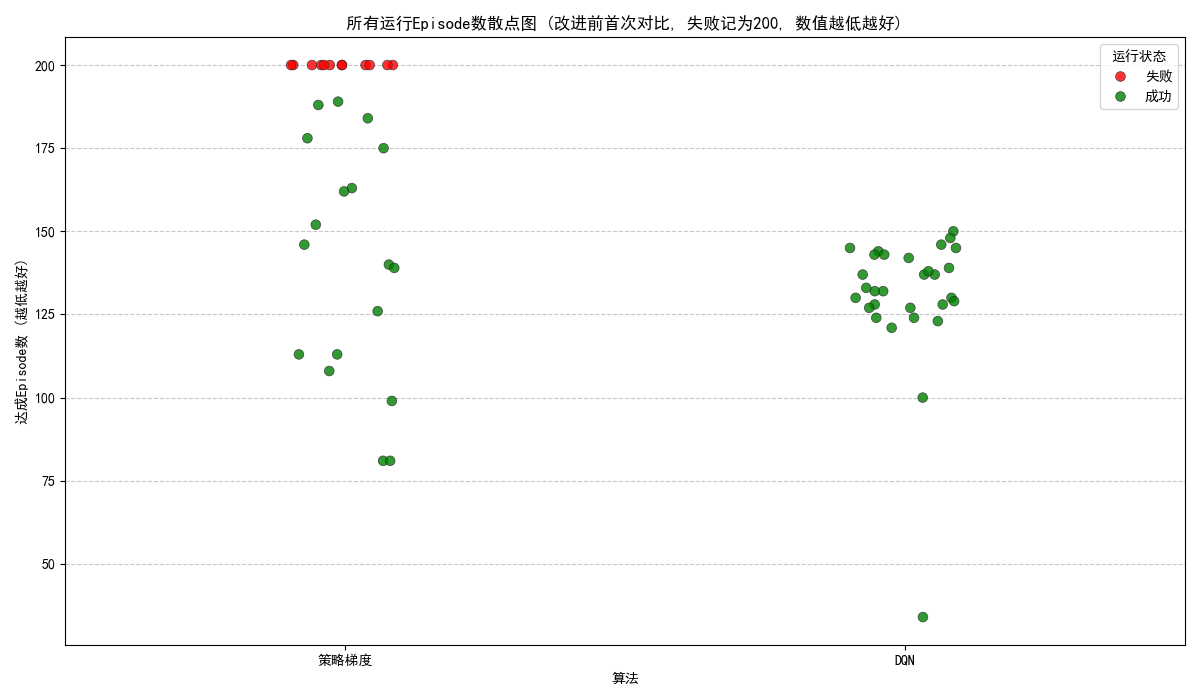 所有运行Episode数散点图 (改进前首次对比, 失败记为200, 数值越低越好)
运行状态
失败
成功
达成Episode数 (越低越好)
200
175
150
125
100
75
50
策略梯度
DQN
算法